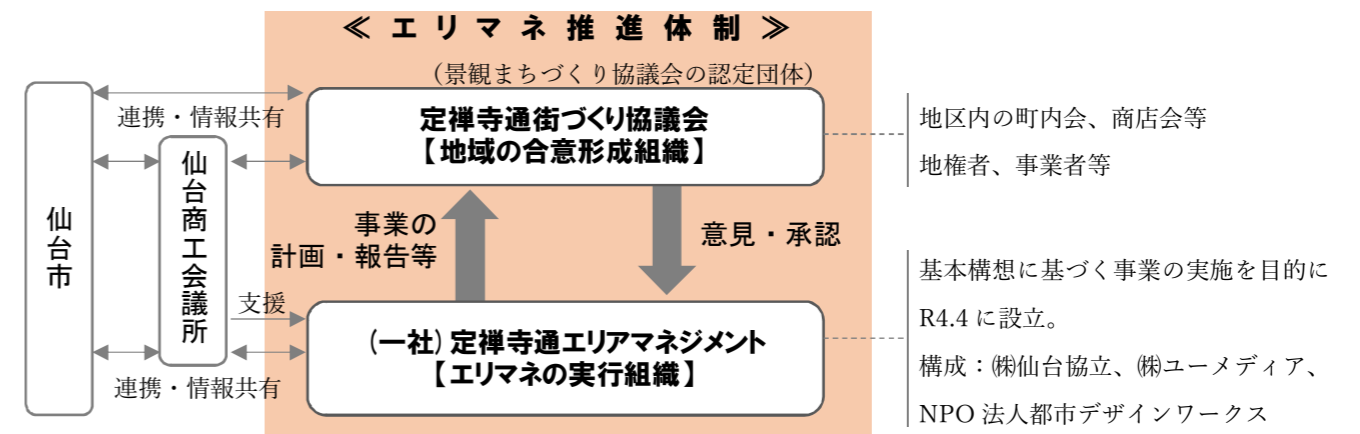 ≪ エ リ マ ネ 推 進 体 制 ≫
(景観まちづくり協議会の認定団体)
連携・情報共有
定禅寺通街づくり協議会
【地域の合意形成組織】
地区内の町内会、商店会等
地権者、事業者等
仙台市
仙台商工会議所
事業の
計画・報告等
意見・承認
支援
(一社)定禅寺通エリアマネジメント
【エリマネの実行組織】
連携・情報共有
基本構想に基づく事業の実施を目的に
R4.4 に設立。
構成：㈱仙台協立、㈱ユーメディア、
NPO 法人都市デザインワークス